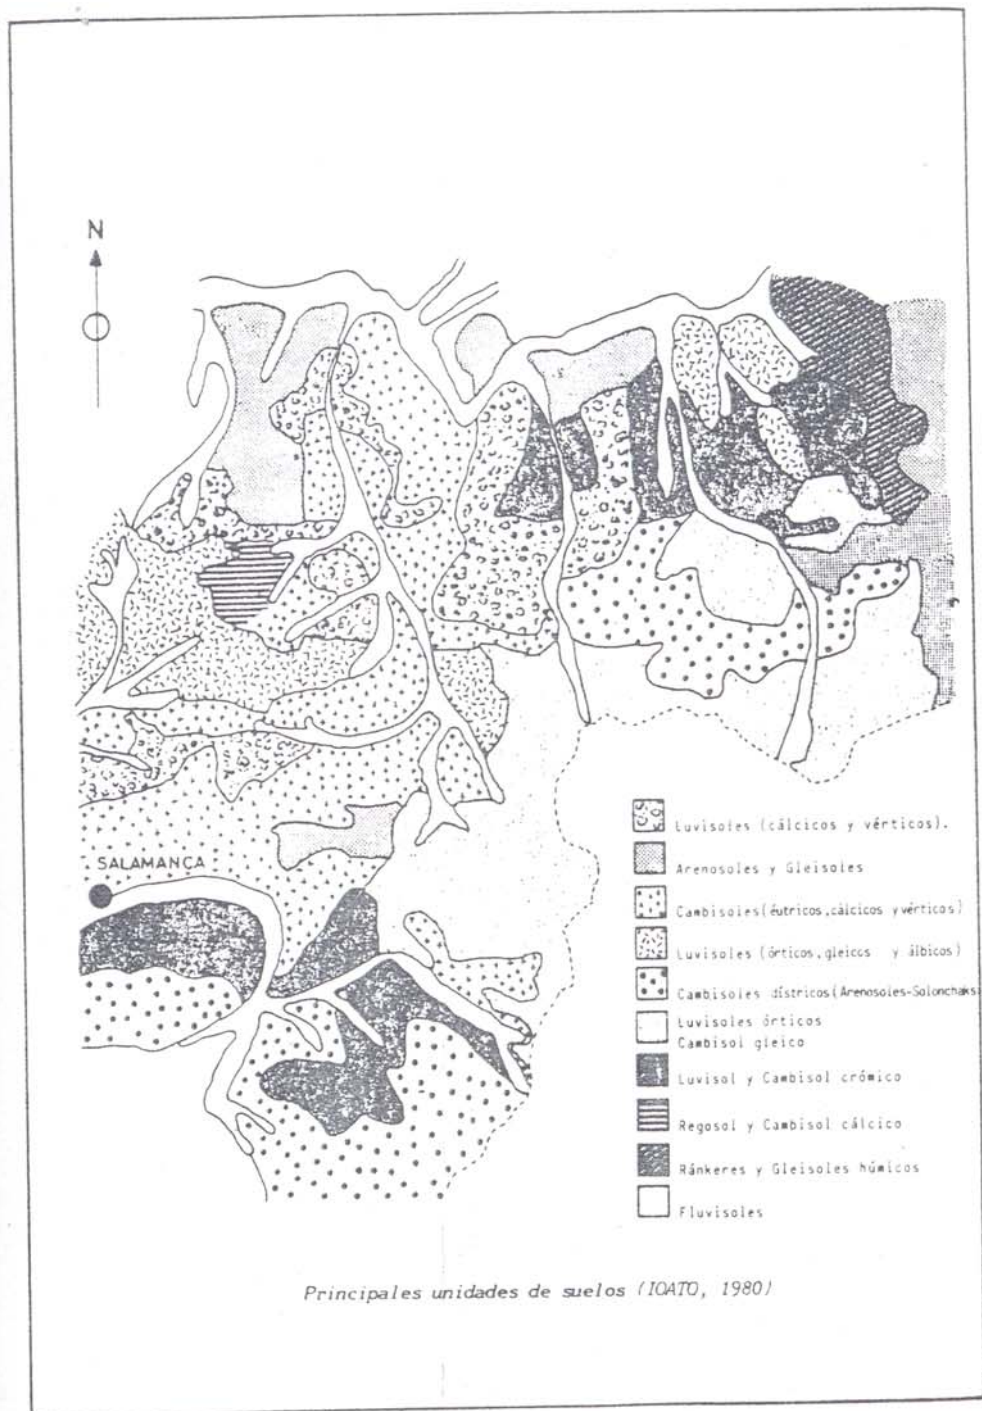 N
SALAMANCA
Luvisoles (cálcicos y vérticos).
Arenosoles y Gleisoles
Cambisoles (éutricos, cálcicos y vérticos)
Luvisoles (órticos, gleicos y álbicos)
Cambisoles dístricos (Arenosoles-Solonchaks)
Luvisoles órticos
Cambisol gleico
Luvisol y Cambisol crómico
Regosol y Cambisol cálcico
Ránkeres y Gleisoles húmicos
Fluvisoles
Principales unidades de suelos (IOATO, 1980)